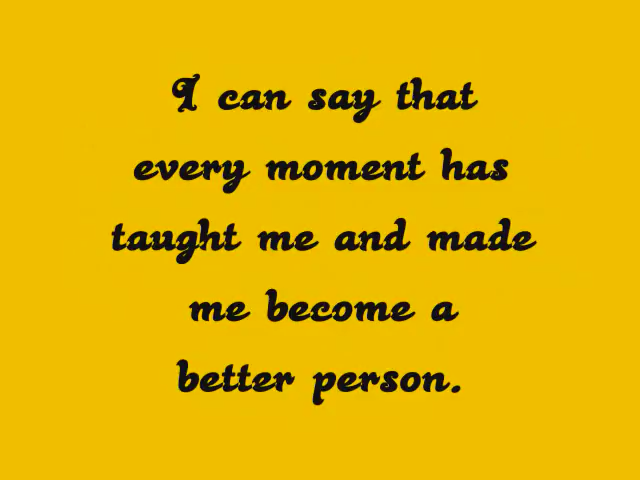 I can say that
every moment has
taught me and made
me become a
better person.